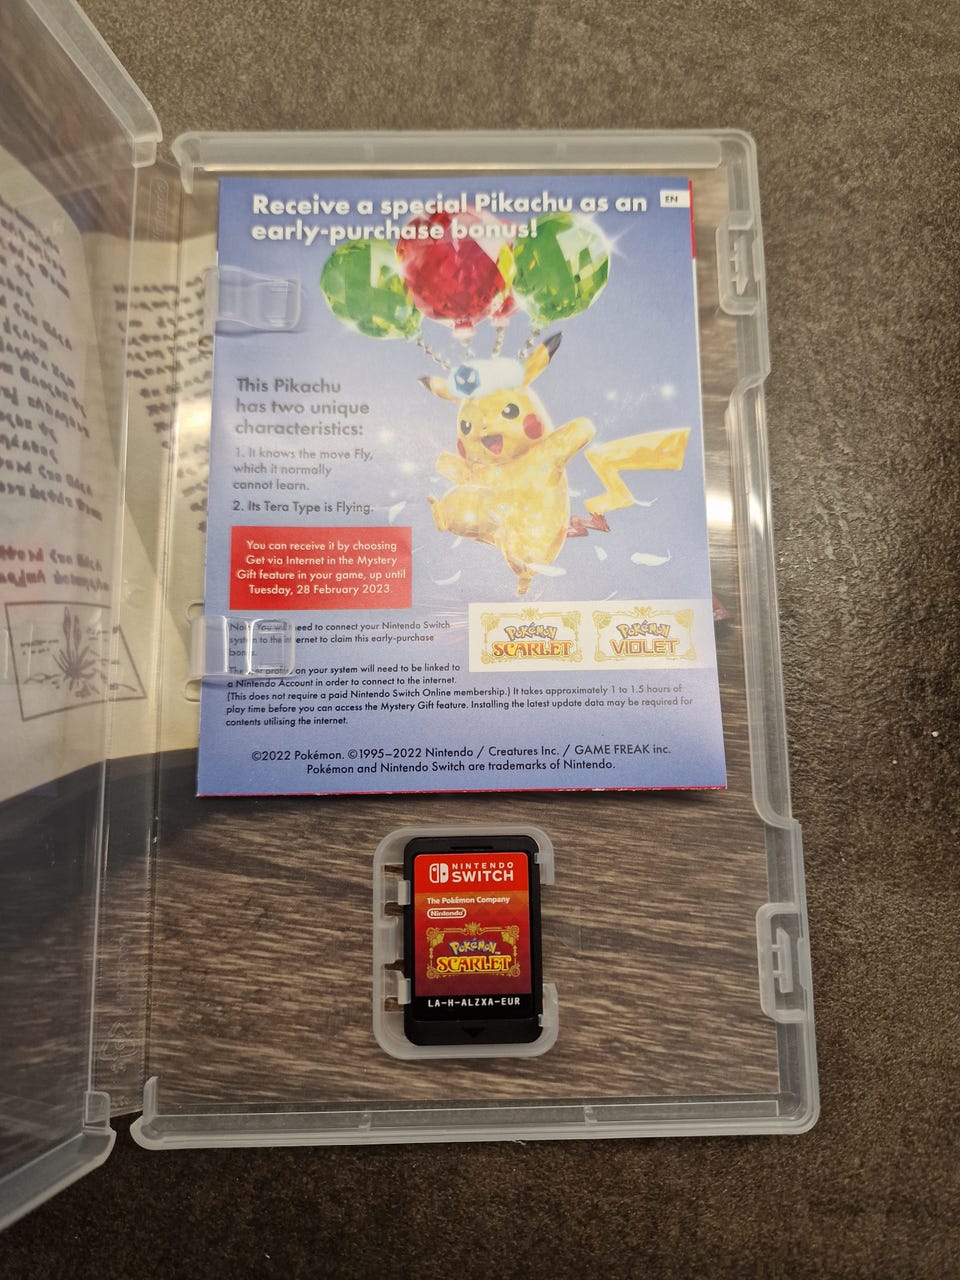 Receive a special Pikachu as an
early-purchase bonus!
EN
This Pikachu
has two unique
characteristics:
1. It knows the move Fly,
which it normally
cannot learn.
2. Its Tera Type is Flying.
You can receive it by choosing
Get via Internet in the Mystery
Gift feature in your game, up until
Tuesday, 28 February 2023.
Note: You will need to connect your Nintendo Switch
system to the internet to claim this early-purchase
bonus.
The user profile on your system will need to be linked to
a Nintendo Account in order to connect to the internet.
(This does not require a paid Nintendo Switch Online membership.) It takes approximately 1 to 1.5 hours of
play time before you can access the Mystery Gift feature. Installing the latest update data may be required for
contents utilising the internet.
POKÉMON
SCARLET
POKÉMON
VIOLET
©2022 Pokémon. ©1995–2022 Nintendo / Creatures Inc. / GAME FREAK inc.
Pokémon and Nintendo Switch are trademarks of Nintendo.
NINTENDO
SWITCH
The Pokémon Company
Nintendo
POKÉMON
SCARLET
LA-H-ALZXA-EUR